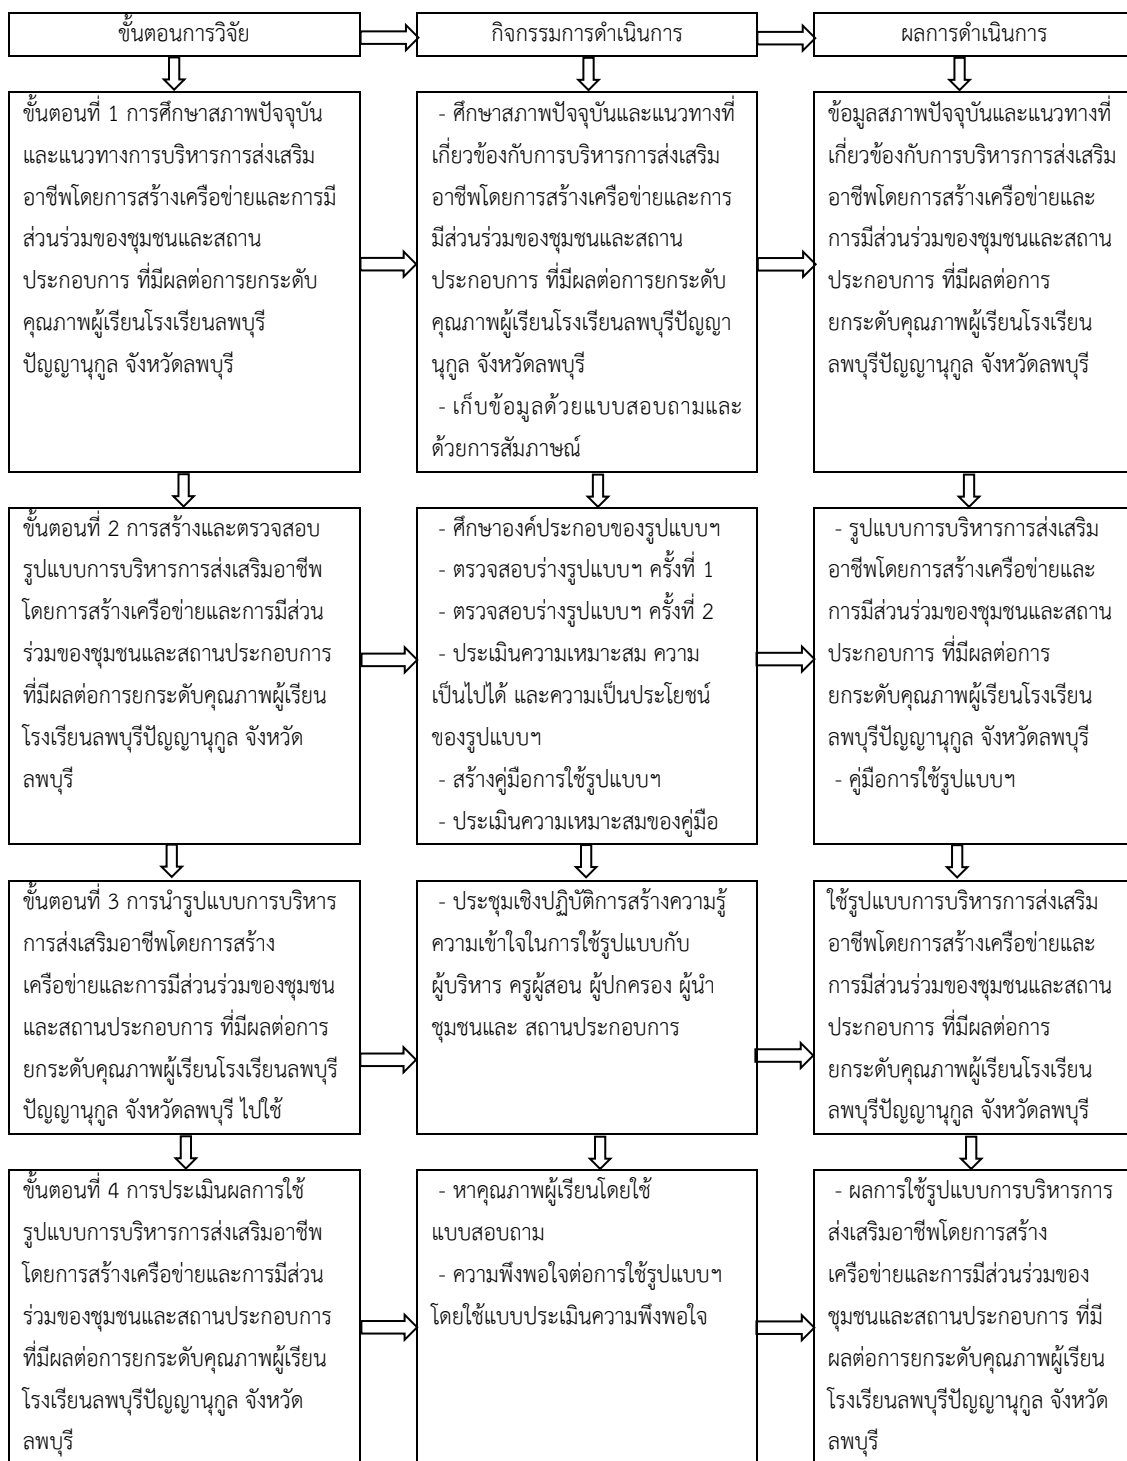 ขั้นตอนการวิจัย
กิจกรรมการดำเนินการ
ผลการดำเนินการ
ขั้นตอนที่ 1 การศึกษาสภาพปัจจุบัน
และแนวทางการบริหารการส่งเสริม
อาชีพโดยการสร้างเครือข่ายและการมี
ส่วนร่วมของชุมชนและสถาน
ประกอบการ ที่มีผลต่อการยกระดับ
คุณภาพผู้เรียนโรงเรียนลพบุรี
ปัญญานุกูล จังหวัดลพบุรี
- ศึกษาสภาพปัจจุบันและแนวทางที่
เกี่ยวข้องกับการบริหารการส่งเสริม
อาชีพโดยการสร้างเครือข่ายและการ
มีส่วนร่วมของชุมชนและสถาน
ประกอบการ ที่มีผลต่อการยกระดับ
คุณภาพผู้เรียนโรงเรียนลพบุรีปัญญา
นุกูล จังหวัดลพบุรี
- เก็บข้อมูลด้วยแบบสอบถามและ
ด้วยการสัมภาษณ์
ข้อมูลสภาพปัจจุบันและแนวทางที่
เกี่ยวข้องกับการบริหารการส่งเสริม
อาชีพโดยการสร้างเครือข่ายและ
การมีส่วนร่วมของชุมชนและสถาน
ประกอบการ ที่มีผลต่อการ
ยกระดับคุณภาพผู้เรียนโรงเรียน
ลพบุรีปัญญานุกูล จังหวัดลพบุรี
ขั้นตอนที่ 2 การสร้างและตรวจสอบ
รูปแบบการบริหารการส่งเสริมอาชีพ
โดยการสร้างเครือข่ายและการมีส่วน
ร่วมของชุมชนและสถานประกอบการ
ที่มีผลต่อการยกระดับคุณภาพผู้เรียน
โรงเรียนลพบุรีปัญญานุกูล จังหวัด
ลพบุรี
- ศึกษาองค์ประกอบของรูปแบบฯ
- ตรวจสอบร่างรูปแบบฯ ครั้งที่ 1
- ตรวจสอบร่างรูปแบบฯ ครั้งที่ 2
- ประเมินความเหมาะสม ความ
เป็นไปได้ และความเป็นประโยชน์
ของรูปแบบฯ
- สร้างคู่มือการใช้รูปแบบฯ
- ประเมินความเหมาะสมของคู่มือ
- รูปแบบการบริหารการส่งเสริม
อาชีพโดยการสร้างเครือข่ายและ
การมีส่วนร่วมของชุมชนและสถาน
ประกอบการ ที่มีผลต่อการ
ยกระดับคุณภาพผู้เรียนโรงเรียน
ลพบุรีปัญญานุกูล จังหวัดลพบุรี
- คู่มือการใช้รูปแบบฯ
ขั้นตอนที่ 3 การนำรูปแบบการบริหาร
การส่งเสริมอาชีพโดยการสร้าง
เครือข่ายและการมีส่วนร่วมของชุมชน
และสถานประกอบการ ที่มีผลต่อการ
ยกระดับคุณภาพผู้เรียนโรงเรียนลพบุรี
ปัญญานุกูล จังหวัดลพบุรี ไปใช้
- ประชุมเชิงปฏิบัติการสร้างความรู้
ความเข้าใจในการใช้รูปแบบกับ
ผู้บริหาร ครูผู้สอน ผู้ปกครอง ผู้นำ
ชุมชนและ สถานประกอบการ
ใช้รูปแบบการบริหารการส่งเสริม
อาชีพโดยการสร้างเครือข่ายและ
การมีส่วนร่วมของชุมชนและสถาน
ประกอบการ ที่มีผลต่อการ
ยกระดับคุณภาพผู้เรียนโรงเรียน
ลพบุรีปัญญานุกูล จังหวัดลพบุรี
ขั้นตอนที่ 4 การประเมินผลการใช้
รูปแบบการบริหารการส่งเสริมอาชีพ
โดยการสร้างเครือข่ายและการมีส่วน
ร่วมของชุมชนและสถานประกอบการ
ที่มีผลต่อการยกระดับคุณภาพผู้เรียน
โรงเรียนลพบุรีปัญญานุกูล จังหวัด
ลพบุรี
- หาคุณภาพผู้เรียนโดยใช้
แบบสอบถาม
- ความพึงพอใจต่อการใช้รูปแบบฯ
โดยใช้แบบประเมินความพึงพอใจ
- ผลการใช้รูปแบบการบริหารการ
ส่งเสริมอาชีพโดยการสร้าง
เครือข่ายและการมีส่วนร่วมของ
ชุมชนและสถานประกอบการ ที่มี
ผลต่อการยกระดับคุณภาพผู้เรียน
โรงเรียนลพบุรีปัญญานุกูล จังหวัด
ลพบุรี